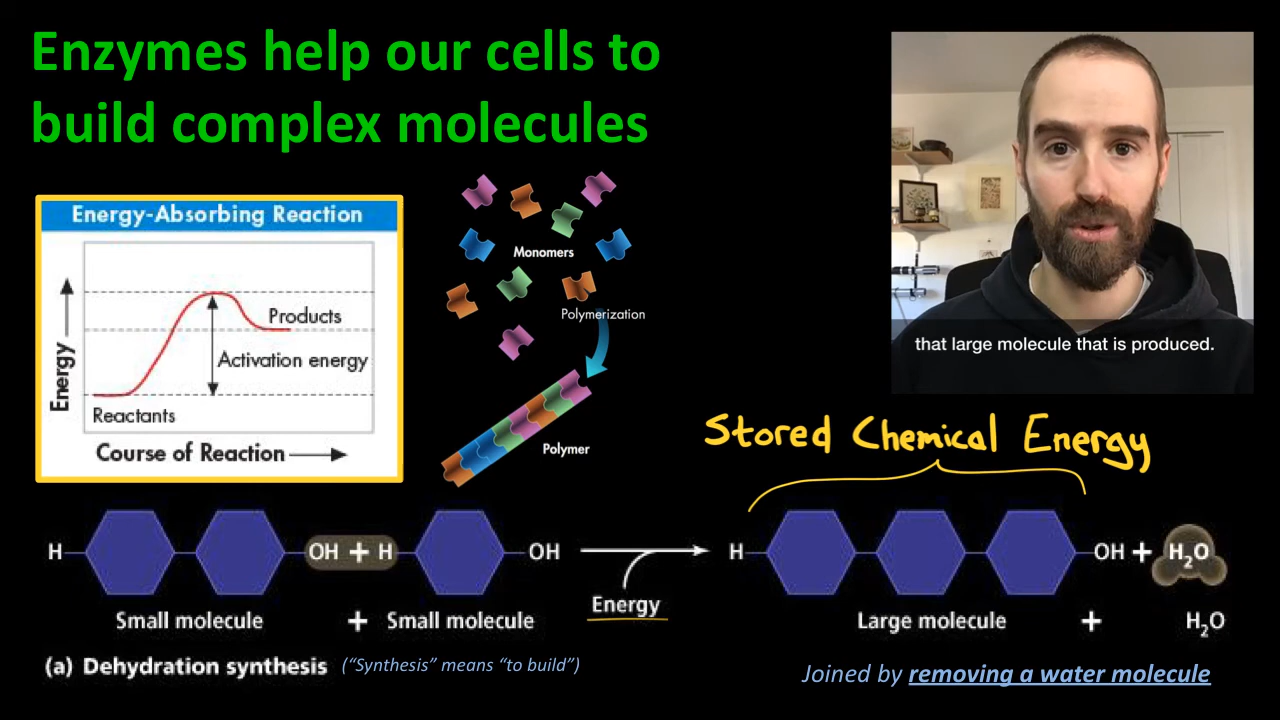 Enzymes help our cells to
build complex molecules
Energy-Absorbing Reaction
Energy
Products
Activation energy
Reactants
Course of Reaction
Monomers
Polymerization
Polymer
that large molecule that is produced.
Stored Chemical Energy
H OH + H OH Energy H OH + H₂O
Small molecule + Small molecule Large molecule + H₂O
(a) Dehydration synthesis ("Synthesis" means "to build")
Joined by removing a water molecule